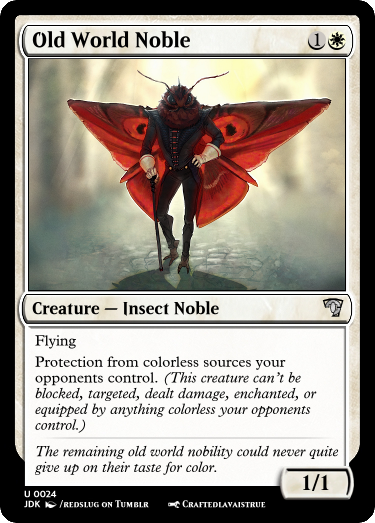 Old World Noble 1
Creature — Insect Noble
Flying
Protection from colorless sources your
opponents control. (This creature can't be
blocked, targeted, dealt damage, enchanted, or
equipped by anything colorless your opponents
control.)
The remaining old world nobility could never quite
give up on their taste for color.
1/1
U 0024
JDK /redslug on Tumblr Craftedlavaistrue